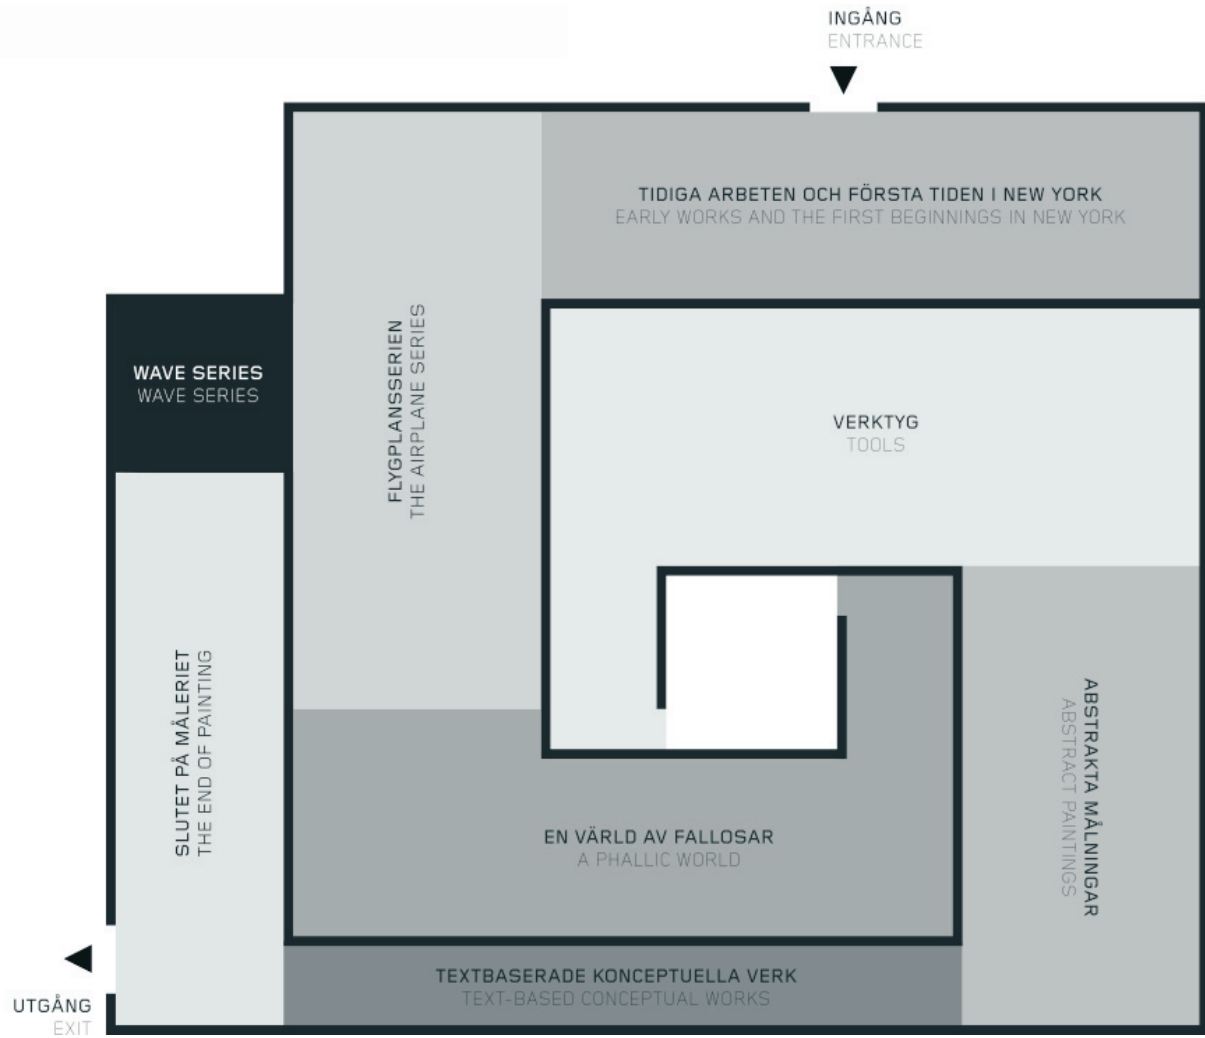 INGÅNG
ENTRANCE
TIDIGA ARBETEN OCH FÖRSTA TIDEN I NEW YORK
EARLY WORKS AND THE FIRST BEGINNINGS IN NEW YORK
WAVE SERIES
WAVE SERIES
FLYGPLANSSERIEN
THE AIRPLANE SERIES
VERKTYG
TOOLS
SLUTET PÅ MÅLERIET
THE END OF PAINTING
ABSTRAKTA MÅLNINGAR
ABSTRACT PAINTINGS
EN VÄRLD AV FALLOSAR
A PHALLIC WORLD
TEXTBASERADE KONCEPTUELLA VERK
TEXT-BASED CONCEPTUAL WORKS
UTGÅNG
EXIT